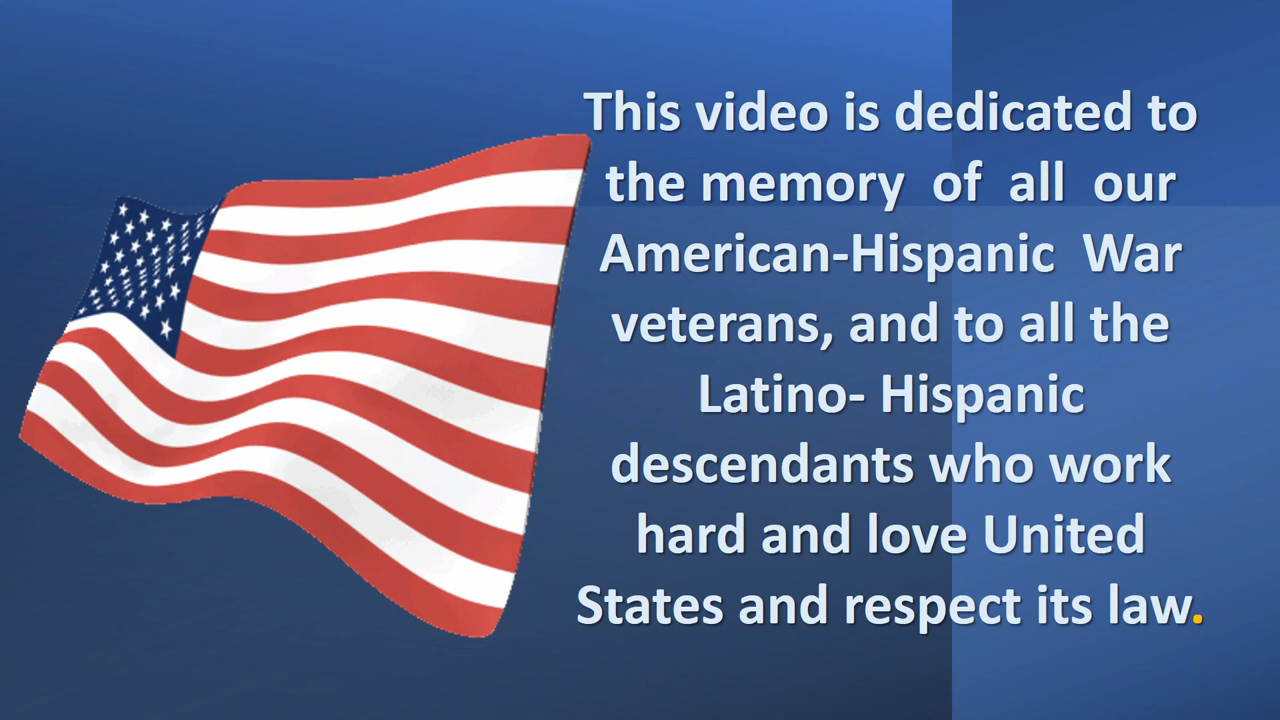 This video is dedicated to
the memory of all our
American-Hispanic War
veterans, and to all the
Latino- Hispanic
descendants who work
hard and love United
States and respect its law.